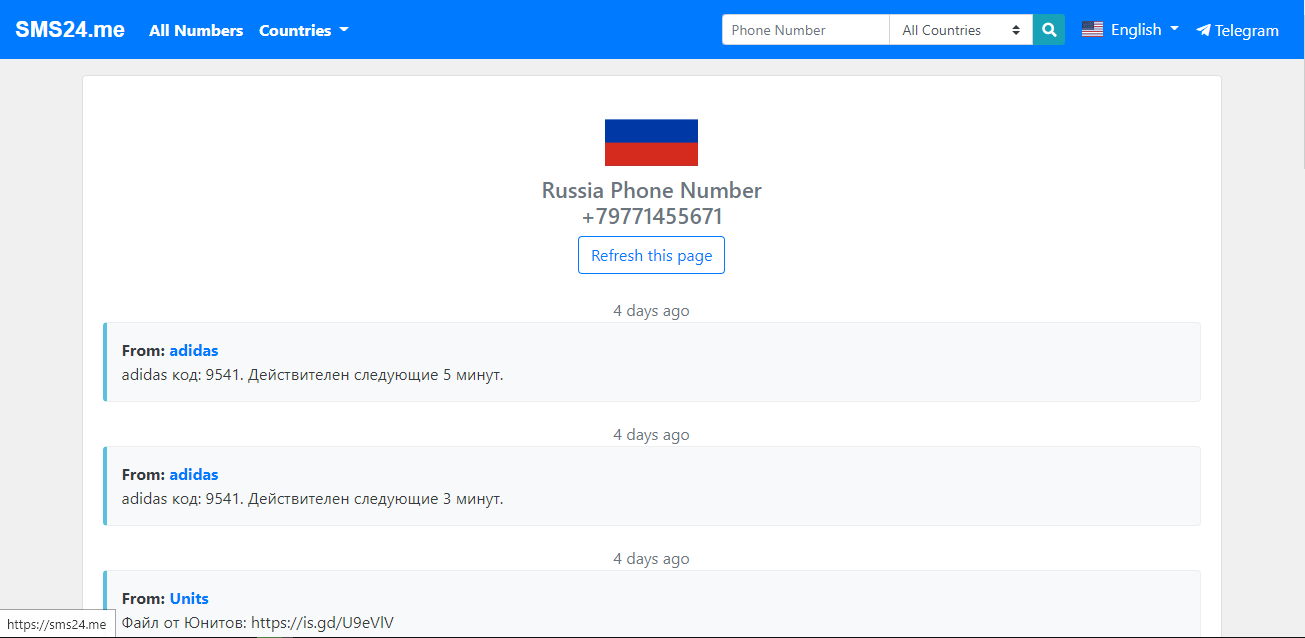 SMS24.me All Numbers Countries Phone Number All Countries English Telegram
Russia Phone Number
+79771455671
Refresh this page
4 days ago
From: adidas
adidas код: 9541. Действителен следующие 5 минут.
4 days ago
From: adidas
adidas код: 9541. Действителен следующие 3 минут.
4 days ago
From: Units
Файл от Юнитов: https://is.gd/U9eVlV
https://sms24.me